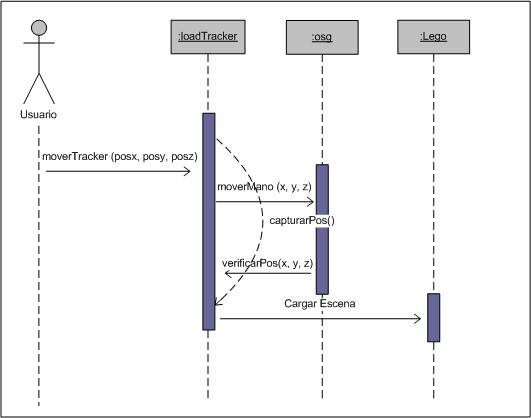 :loadTracker
:osg
:Lego
Usuario
moverTracker (posx, posy, posz)
moverMano (x, y, z)
capturarPos()
verificarPos(x, y, z)
Cargar Escena